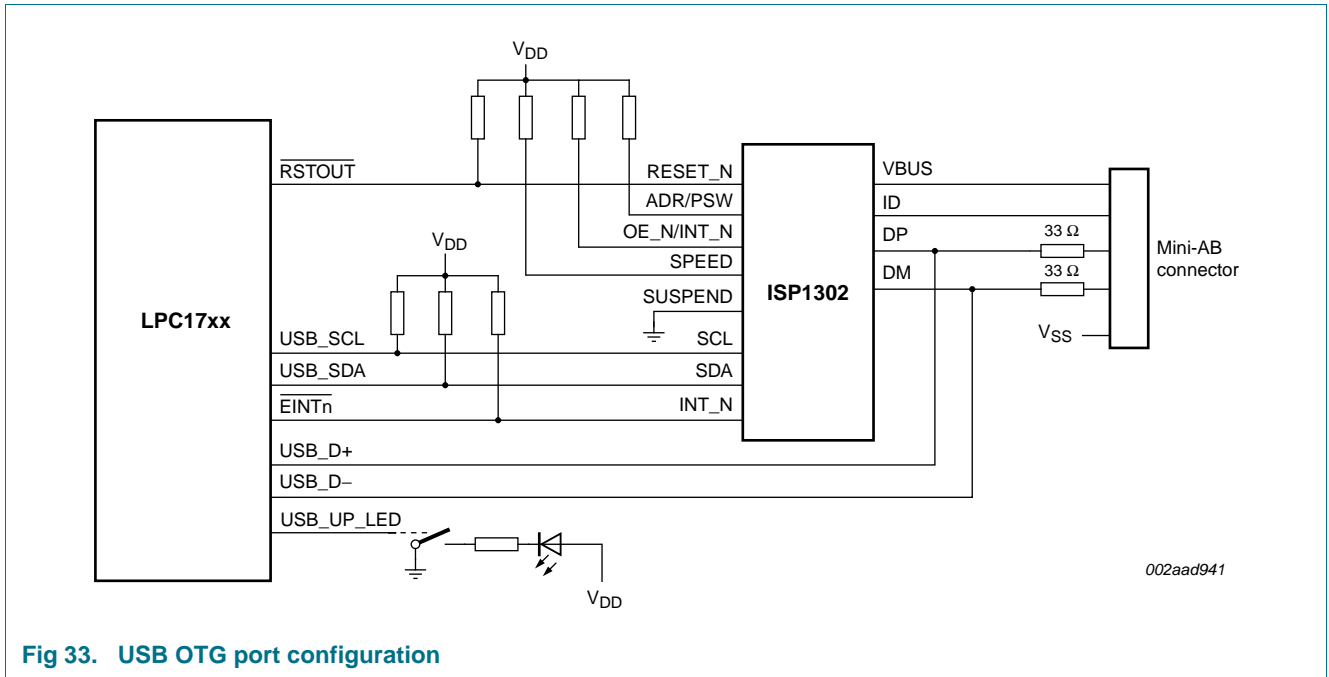 VDD
RSTOUT
RESET_N
VBUS
ADR/PSW
ID
OE_N/INT_N
DP
33 Ω
VDD
SPEED
DM
33 Ω
Mini-AB
connector
SUSPEND
ISP1302
LPC17xx
VSS
USB_SCL
SCL
USB_SDA
SDA
EINTn
INT_N
USB_D+
USB_D−
USB_UP_LED
VDD
002aad941
Fig 33. USB OTG port configuration